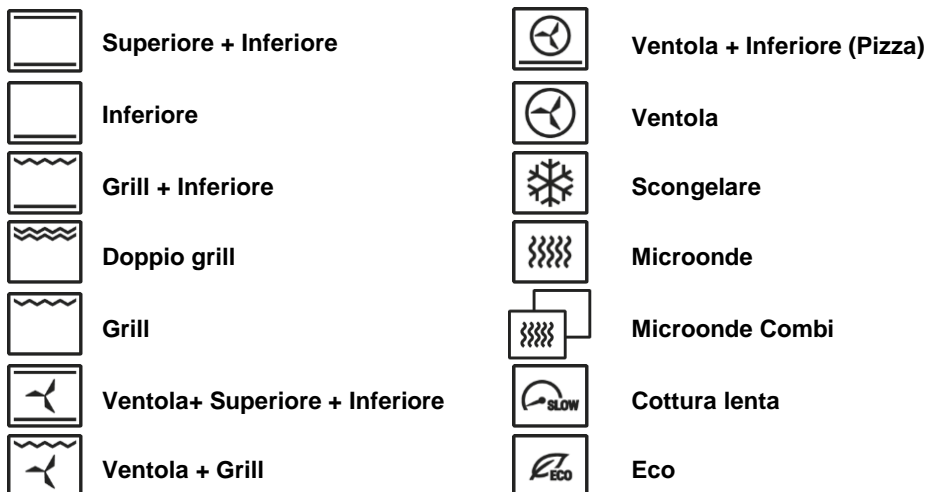 Superiore + Inferiore
Inferiore
Grill + Inferiore
Doppio grill
Grill
Ventola+ Superiore + Inferiore
Ventola + Grill
Ventola + Inferiore (Pizza)
Ventola
Scongelare
Microonde
Microonde Combi
SLOW
Cottura lenta
ECO
Eco